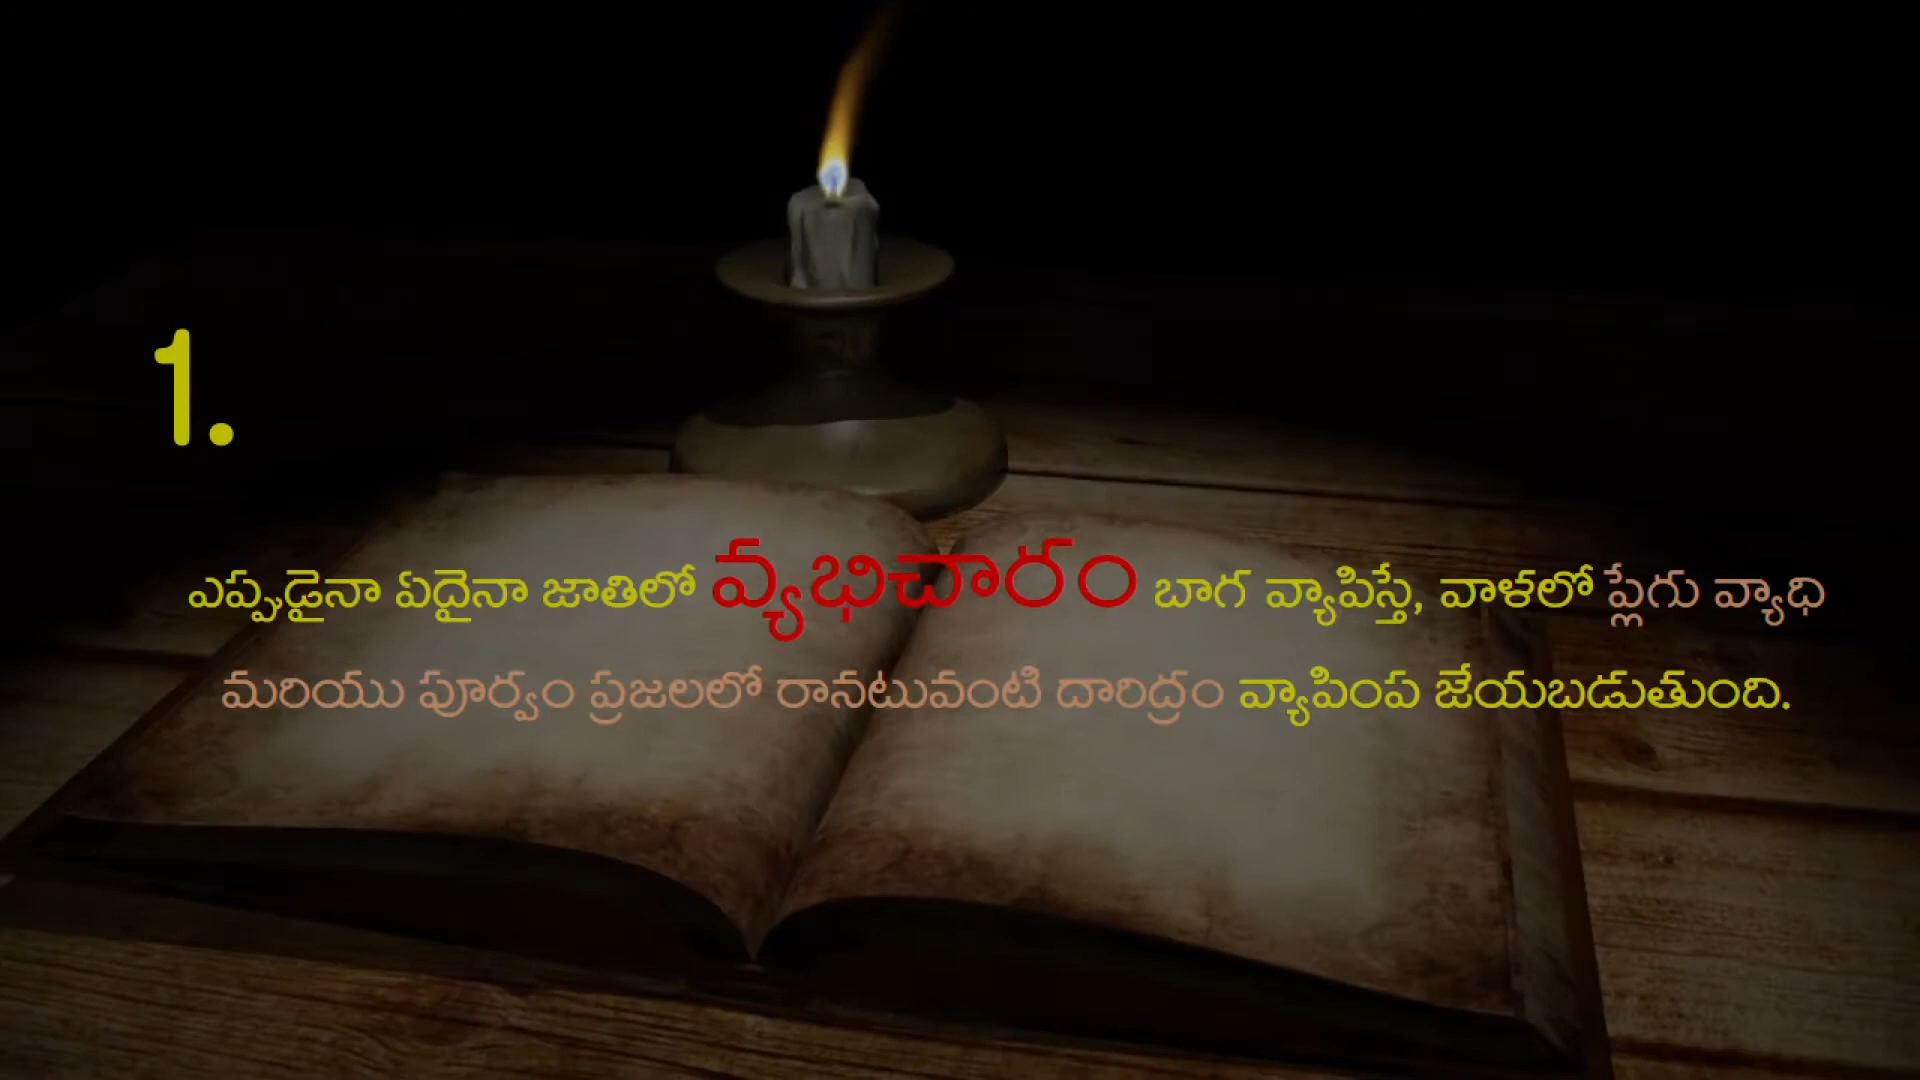 1.
ఎప్పుడైనా ఏదైనా జాతిలో వ్యభిచారం బాగ వ్యాపిస్తే, వాళలో ప్లేగు వ్యాధి
మరియు పూర్వం ప్రజలలో రానటువంటి దారిద్రం వ్యాపింప జేయబడుతుంది.